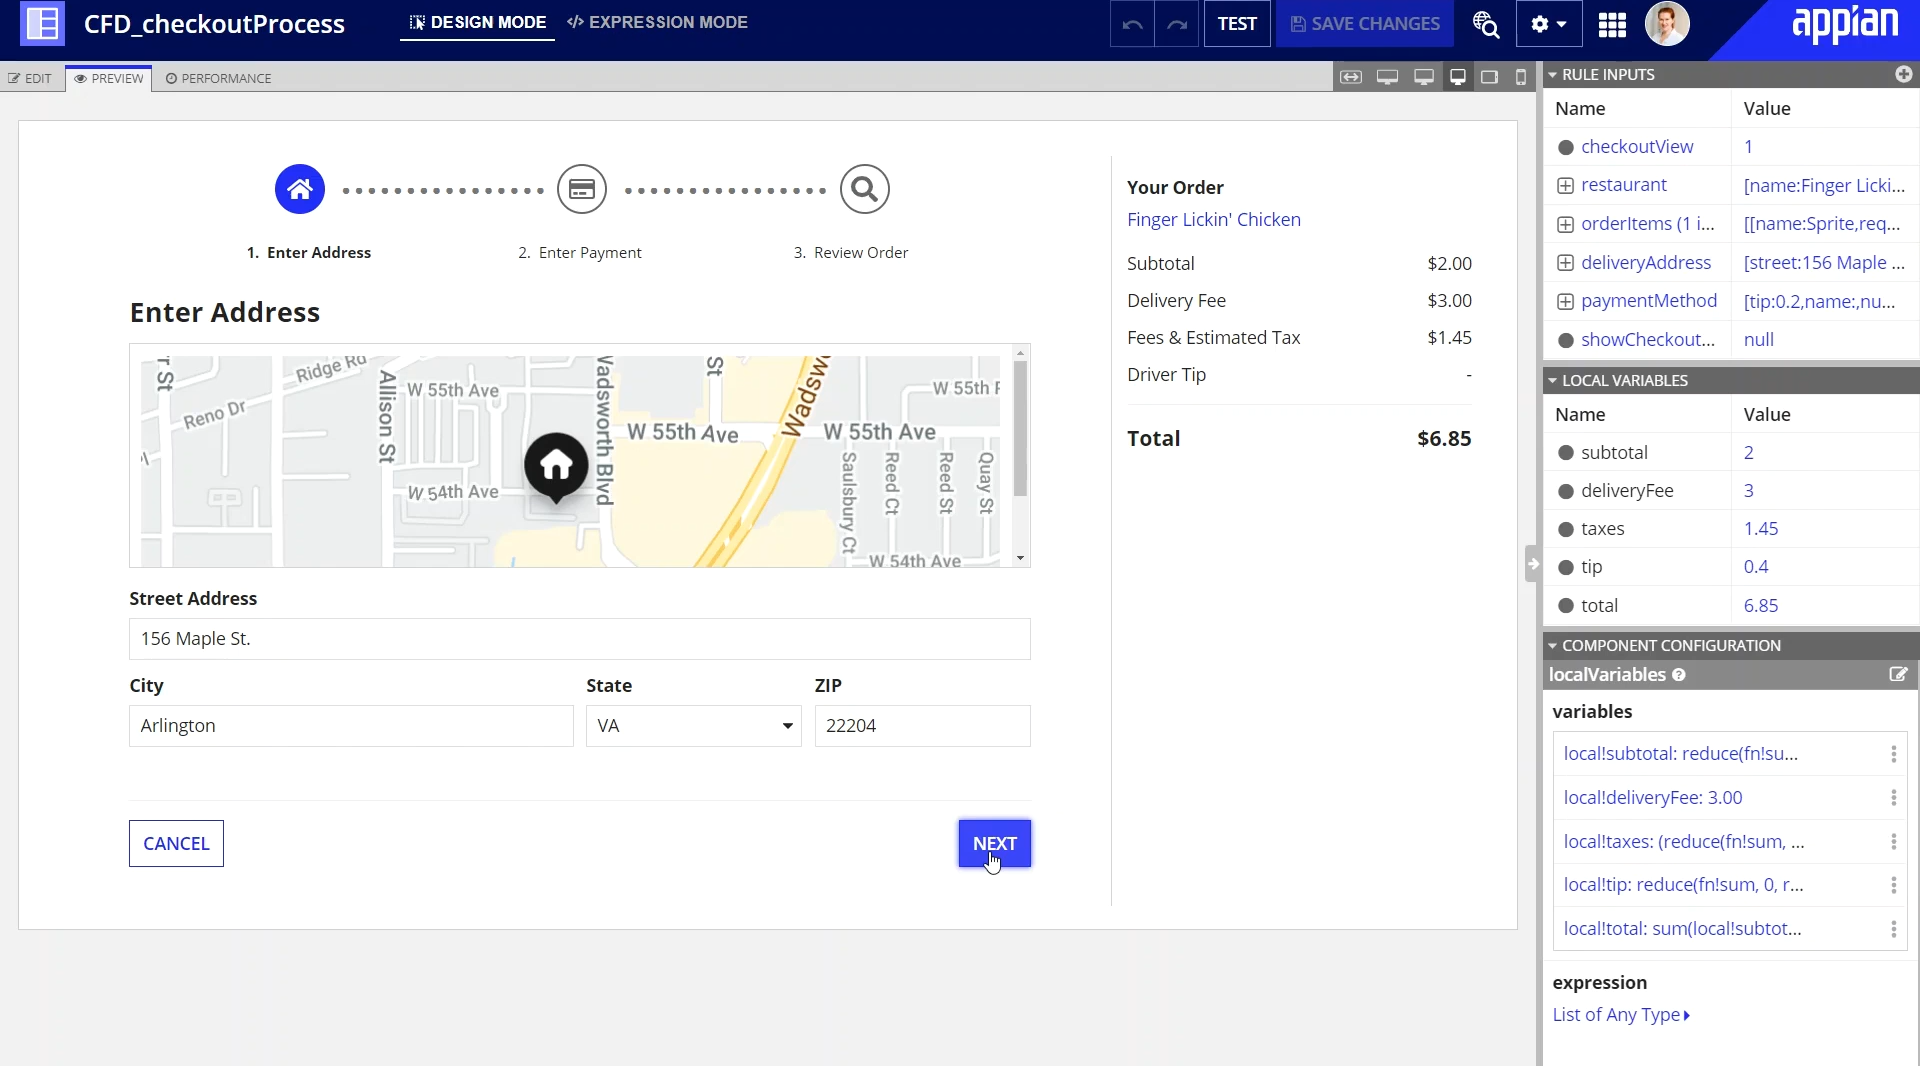 CFD_checkoutProcess
DESIGN MODE
</> EXPRESSION MODE
TEST
SAVE CHANGES
appian
EDIT
PREVIEW
PERFORMANCE
1. Enter Address
2. Enter Payment
3. Review Order
Enter Address
r St
Ridge Rd
Reno Dr
Allison St
W 55th Ave
W 54th Ave
Wadsworth Blvd
St
W 55th Ave
Wadsw
W 55th P
W 55th Ave
Saulsbury Ct
Reed Ct
Reed St
Quay St
W 54th Ave
Street Address
156 Maple St.
City
State
ZIP
Arlington
VA
22204
CANCEL
NEXT
Your Order
Finger Lickin' Chicken
Subtotal $2.00
Delivery Fee $3.00
Fees & Estimated Tax $1.45
Driver Tip -
Total $6.85
RULE INPUTS
Name Value
checkoutView 1
restaurant [name:Finger Licki...
orderItems (1 i... [[name:Sprite,req...
deliveryAddress [street:156 Maple ...
paymentMethod [tip:0.2,name:,nu...
showCheckout... null
LOCAL VARIABLES
Name Value
subtotal 2
deliveryFee 3
taxes 1.45
tip 0.4
total 6.85
COMPONENT CONFIGURATION
localVariables ?
variables
local!subtotal: reduce(fn!su...
local!deliveryFee: 3.00
local!taxes: (reduce(fn!sum, ...
local!tip: reduce(fn!sum, 0, r...
local!total: sum(local!subtot...
expression
List of Any Type